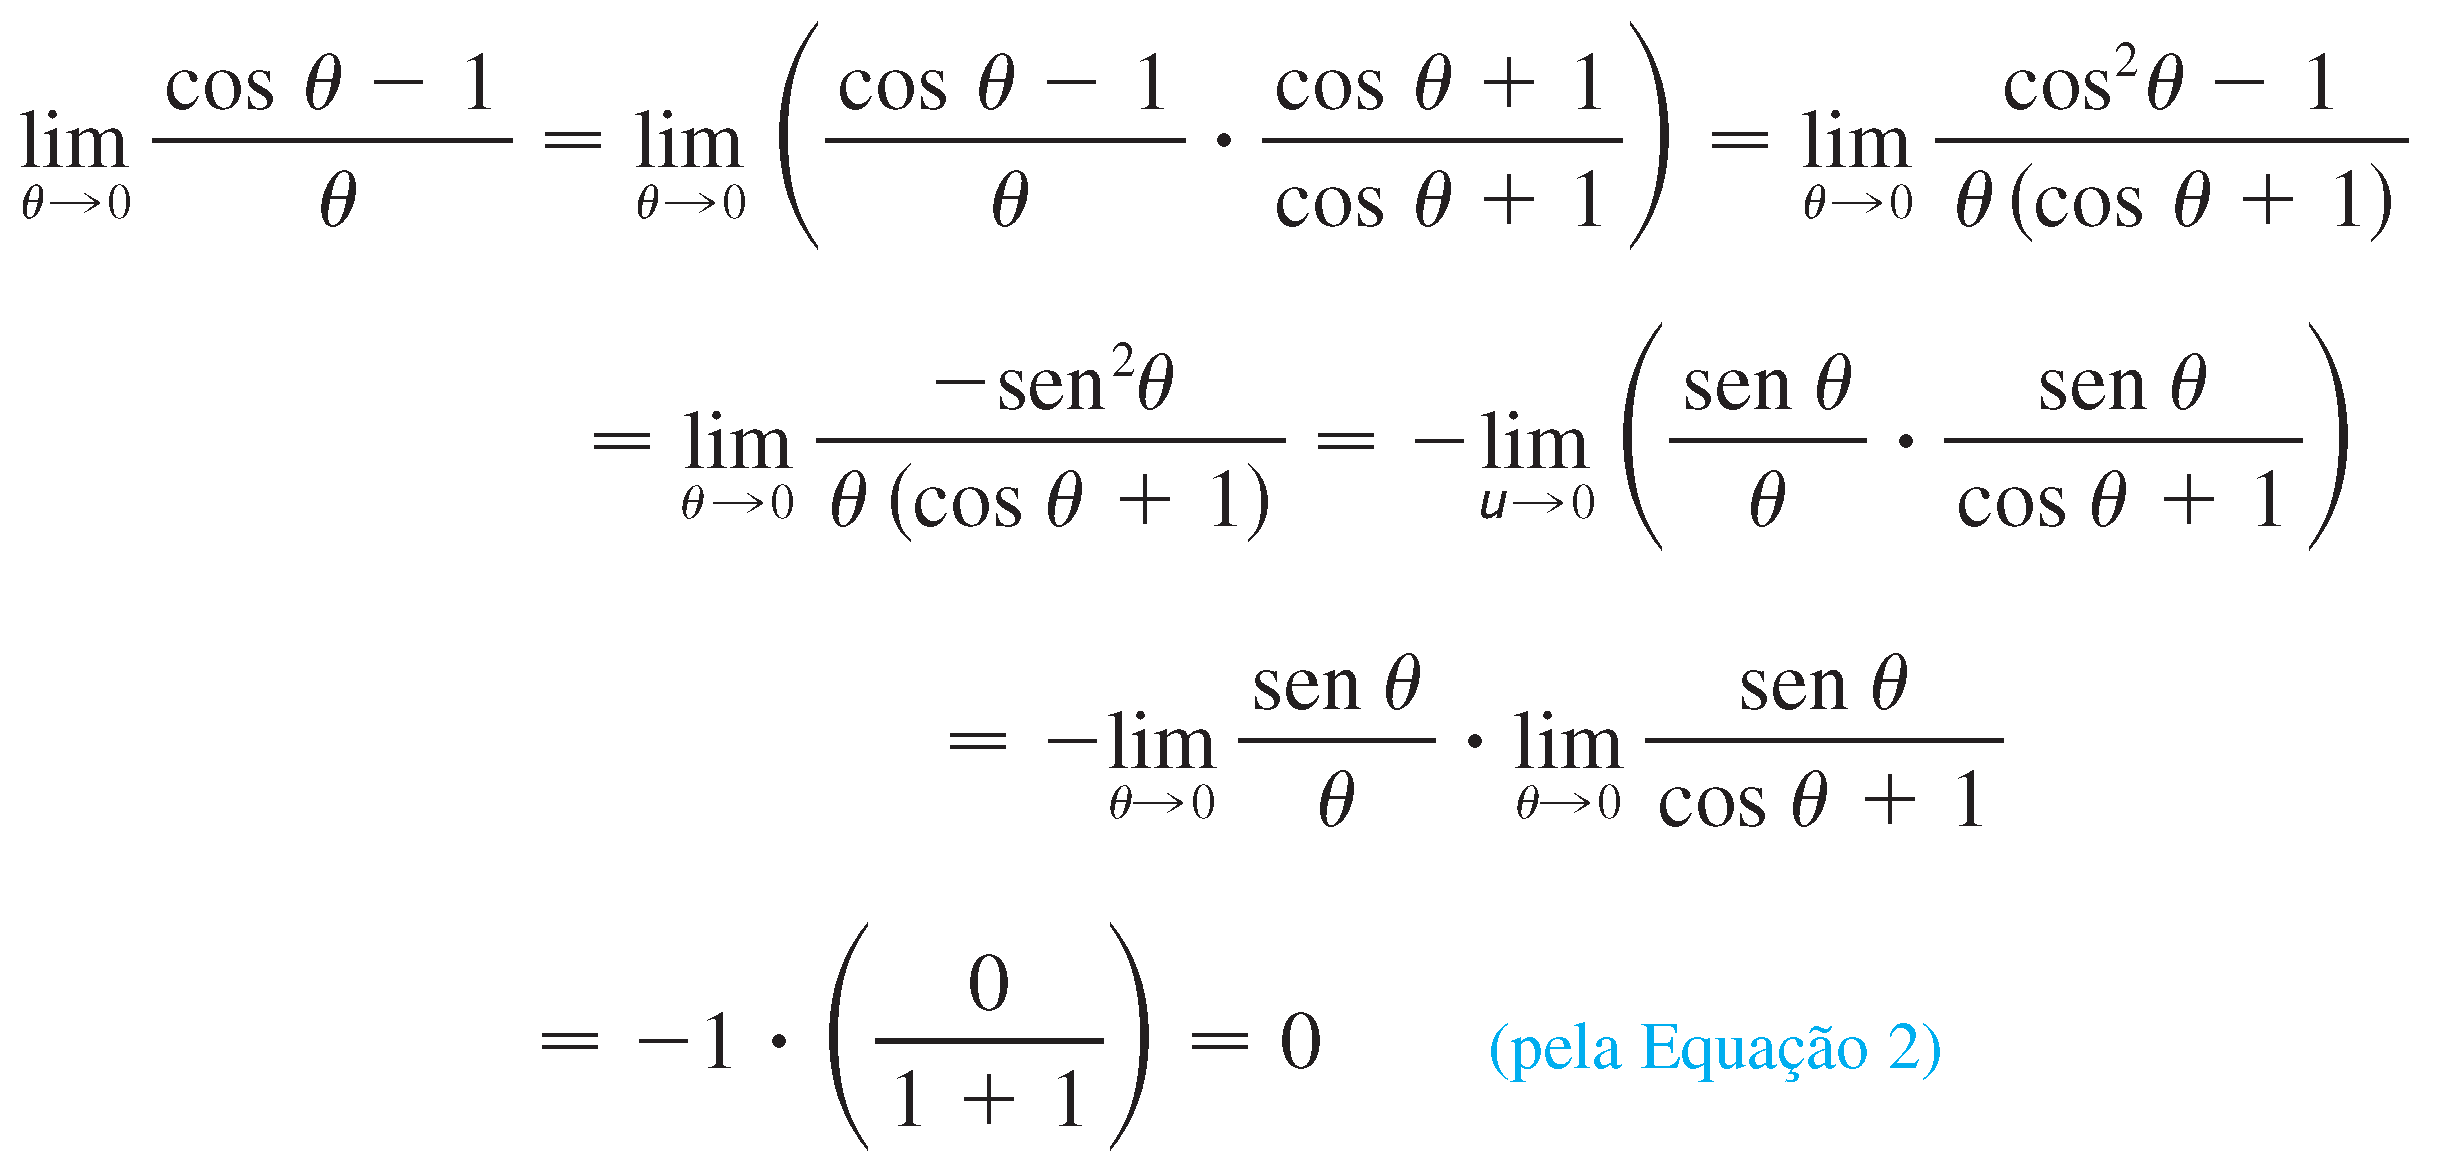 lim_{θ→0} (cos θ − 1)/θ = lim_{θ→0} ( (cos θ − 1)/θ · (cos θ + 1)/(cos θ + 1) ) = lim_{θ→0} (cos²θ − 1)/(θ (cos θ + 1))
= lim_{θ→0} (−sen²θ)/(θ (cos θ + 1)) = −lim_{u→0} ( (sen θ)/θ · (sen θ)/(cos θ + 1) )
= −lim_{θ→0} (sen θ)/θ · lim_{θ→0} (sen θ)/(cos θ + 1)
= −1 · ( 0/(1 + 1) ) = 0 (pela Equação 2)